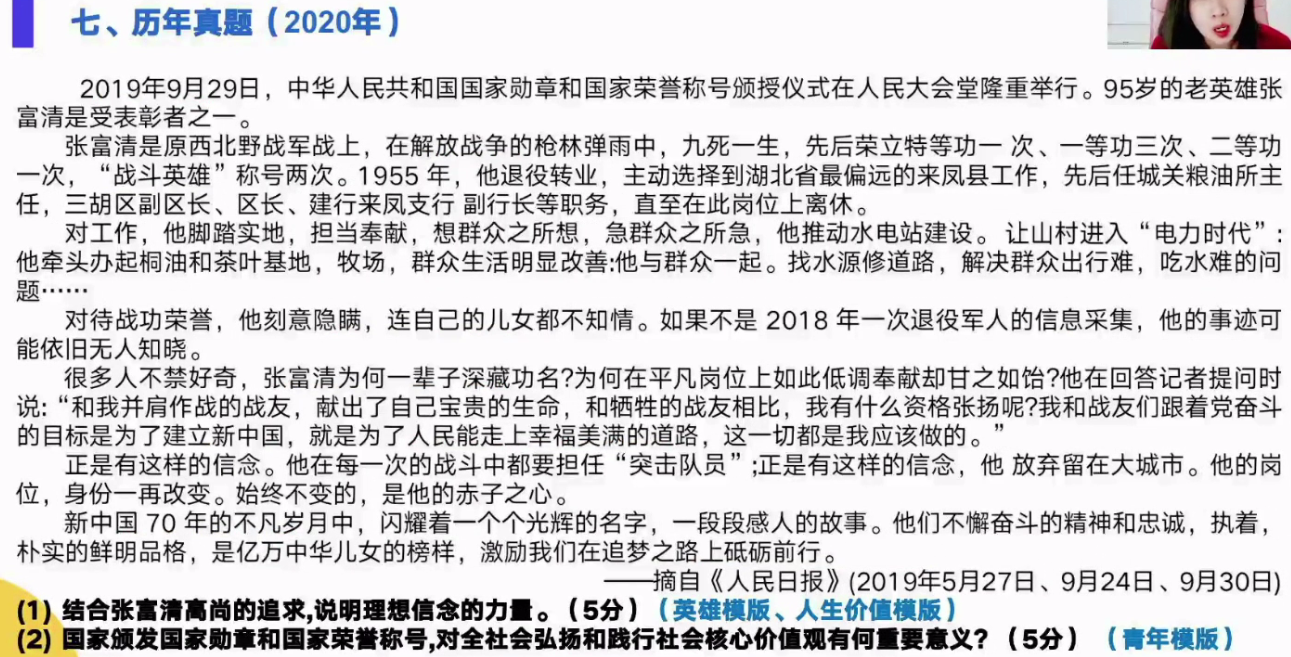 七、历年真题（2020年）
2019年9月29日，中华人民共和国国家勋章和国家荣誉称号颁授仪式在人民大会堂隆重举行。95岁的老英雄张
富清是受表彰者之一。
张富清是原西北野战军战上，在解放战争的枪林弹雨中，九死一生，先后荣立特等功一 次、一等功三次、二等功
一次，“战斗英雄”称号两次。1955 年，他退役转业，主动选择到湖北省最偏远的来凤县工作，先后任城关粮油所主
任，三胡区副区长、区长、建行来凤支行 副行长等职务，直至在此岗位上离休。
对工作，他脚踏实地，担当奉献，想群众之所想，急群众之所急，他推动水电站建设。 让山村进入“电力时代”:
他牵头办起桐油和茶叶基地，牧场，群众生活明显改善:他与群众一起。找水源修道路，解决群众出行难，吃水难的问
题……
对待战功荣誉，他刻意隐瞒，连自己的儿女都不知情。如果不是 2018 年一次退役军人的信息采集，他的事迹可
能依旧无人知晓。
很多人不禁好奇，张富清为何一辈子深藏功名?为何在平凡岗位上如此低调奉献却甘之如饴?他在回答记者提问时
说:“和我并肩作战的战友，献出了自己宝贵的生命，和牺牲的战友相比，我有什么资格张扬呢?我和战友们跟着党奋斗
的目标是为了建立新中国，就是为了人民能走上幸福美满的道路，这一切都是我应该做的。”
正是有这样的信念。他在每一次的战斗中都要担任“突击队员”;正是有这样的信念，他 放弃留在大城市。他的岗
位，身份一再改变。始终不变的，是他的赤子之心。
新中国 70 年的不凡岁月中，闪耀着一个个光辉的名字，一段段感人的故事。他们不懈奋斗的精神和忠诚，执着，
朴实的鲜明品格，是亿万中华儿女的榜样，激励我们在追梦之路上砥砺前行。
——摘自《人民日报》(2019年5月27日、9月24日、9月30日)
(1) 结合张富清高尚的追求,说明理想信念的力量。（5分）（英雄模版、人生价值模版）
(2) 国家颁发国家勋章和国家荣誉称号,对全社会弘扬和践行社会核心价值观有何重要意义？（5分）（青年模版）